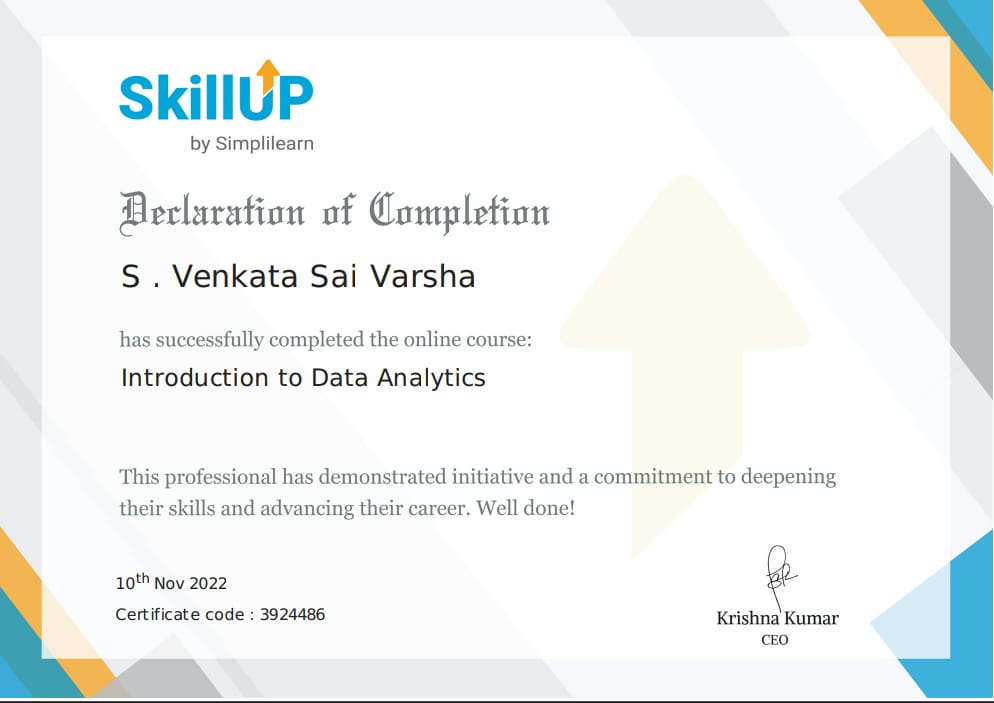 SkillUP
by Simplilearn
Declaration of Completion
S . Venkata Sai Varsha
has successfully completed the online course:
Introduction to Data Analytics
This professional has demonstrated initiative and a commitment to deepening
their skills and advancing their career. Well done!
10th Nov 2022
Certificate code : 3924486
Krishna Kumar
CEO